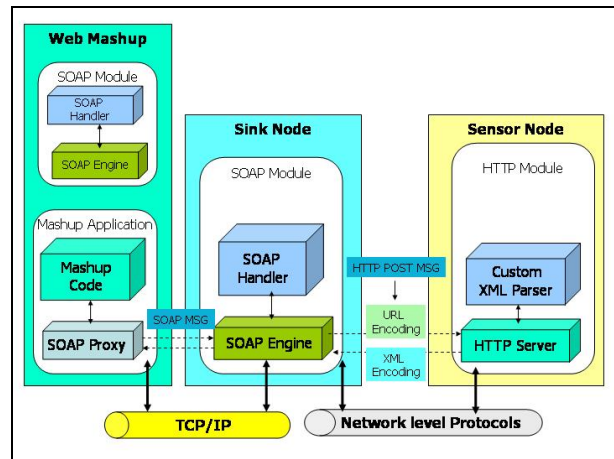 Web Mashup
SOAP Module
SOAP
Handler
SOAP Engine
Mashup Application
Mashup
Code
SOAP Proxy
SOAP MSG
Sink Node
SOAP Module
SOAP
Handler
SOAP Engine
HTTP POST MSG
URL
Encoding
XML
Encoding
Sensor Node
HTTP Module
Custom
XML Parser
HTTP Server
TCP/IP
Network level Protocols